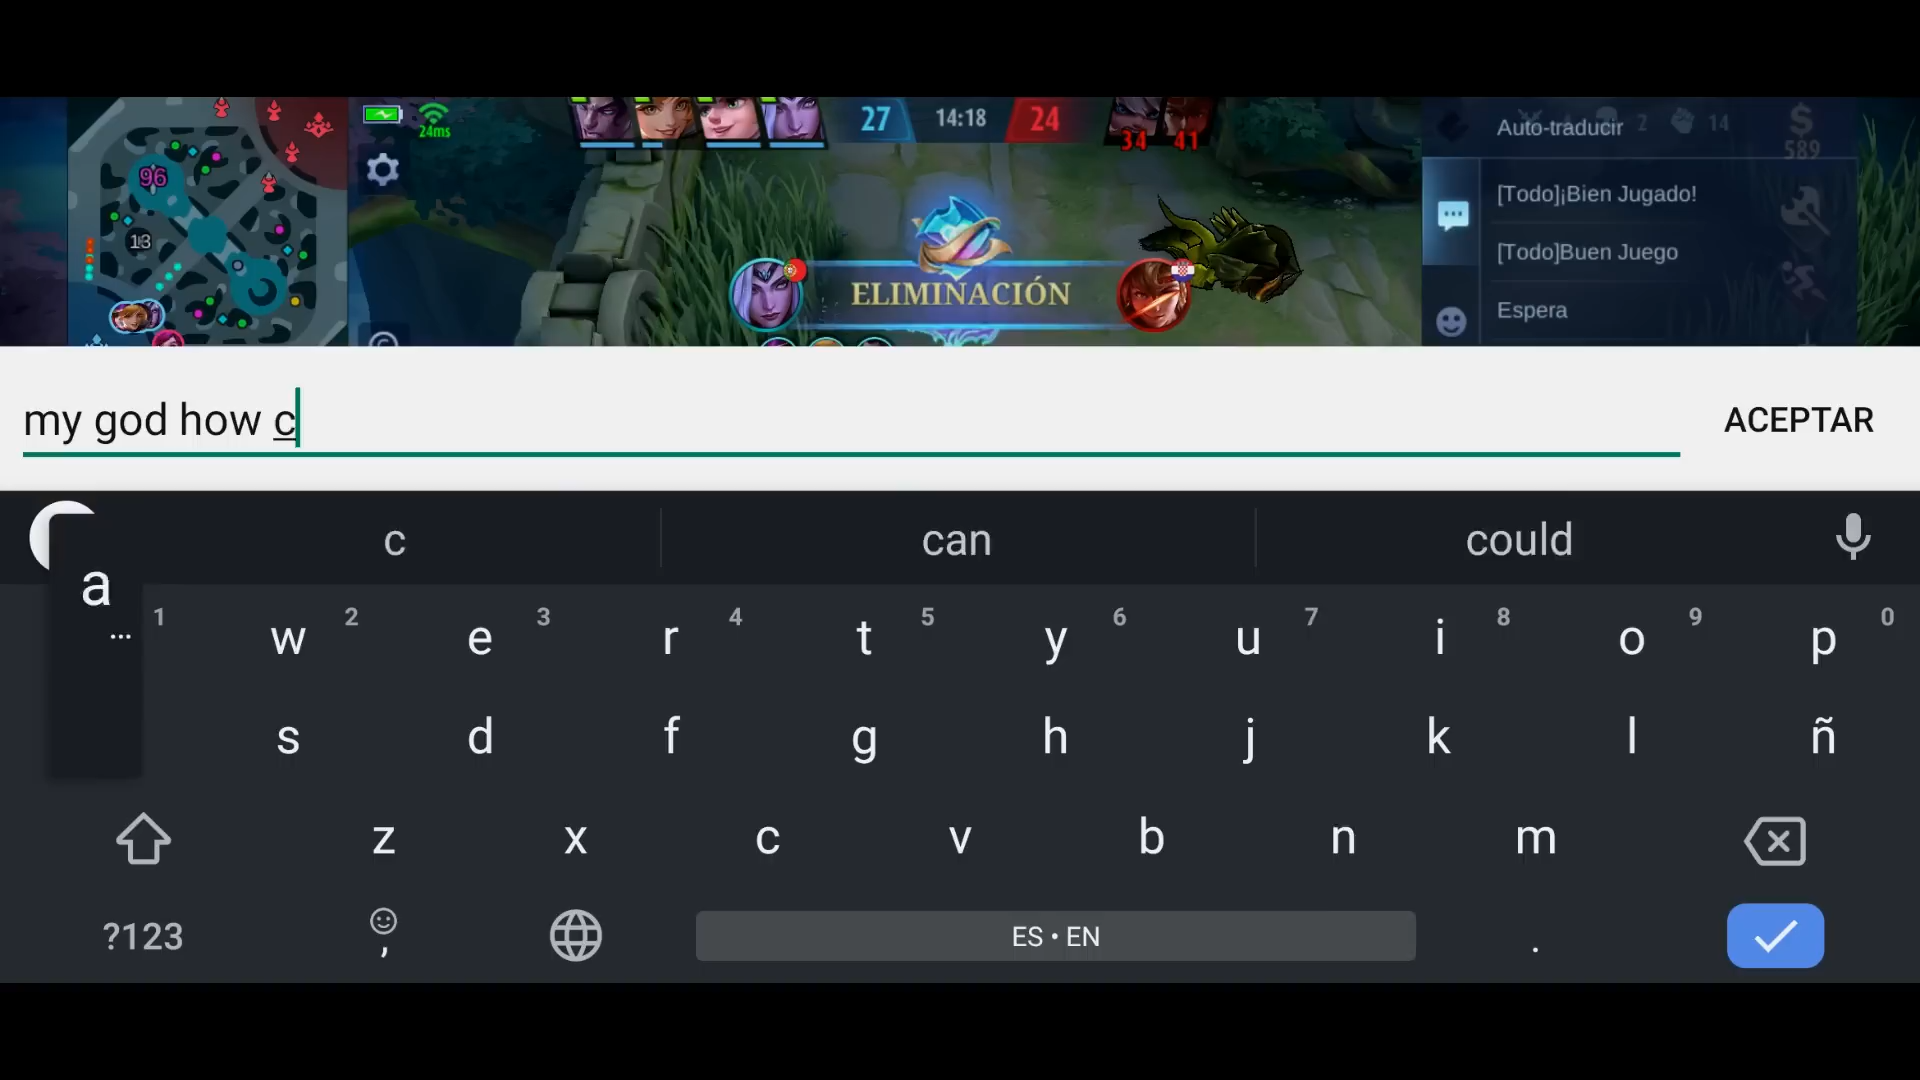 96
13
24ms
27
14:18
24
34
41
Auto-traducir
2
14
589
[Todo]¡Bien Jugado!
[Todo]Buen Juego
Espera
ELIMINACIÓN
my god how c
ACEPTAR
c
can
could
a
...
1
w 2
e 3
r 4
t 5
y 6
u 7
i 8
o 9
p 0
s d f g h j k l ñ
z x c v b n m
?123
,
ES • EN
.